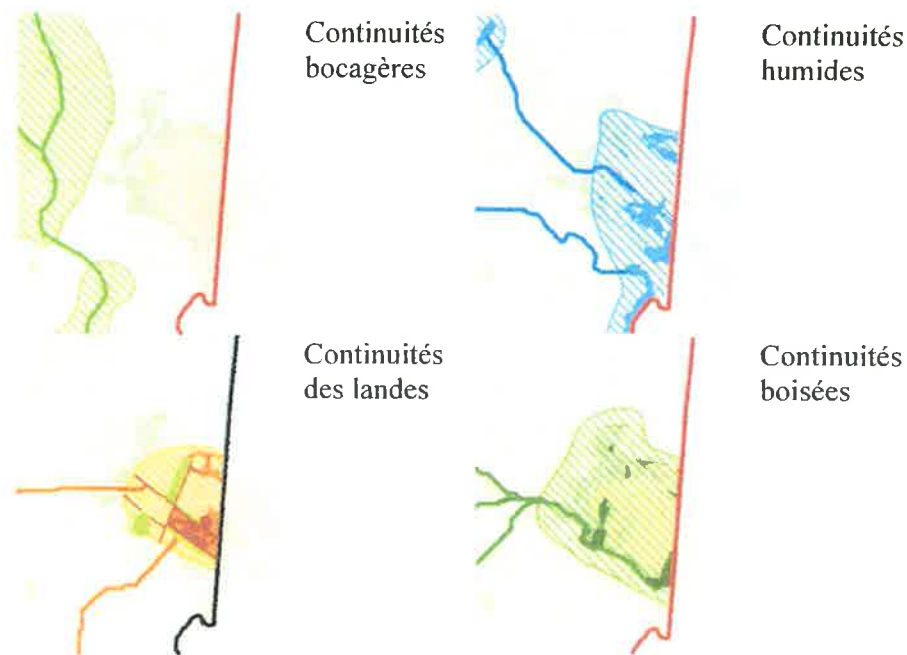 Continuités
bocagères
Continuités
humides
Continuités
des landes
Continuités
boisées